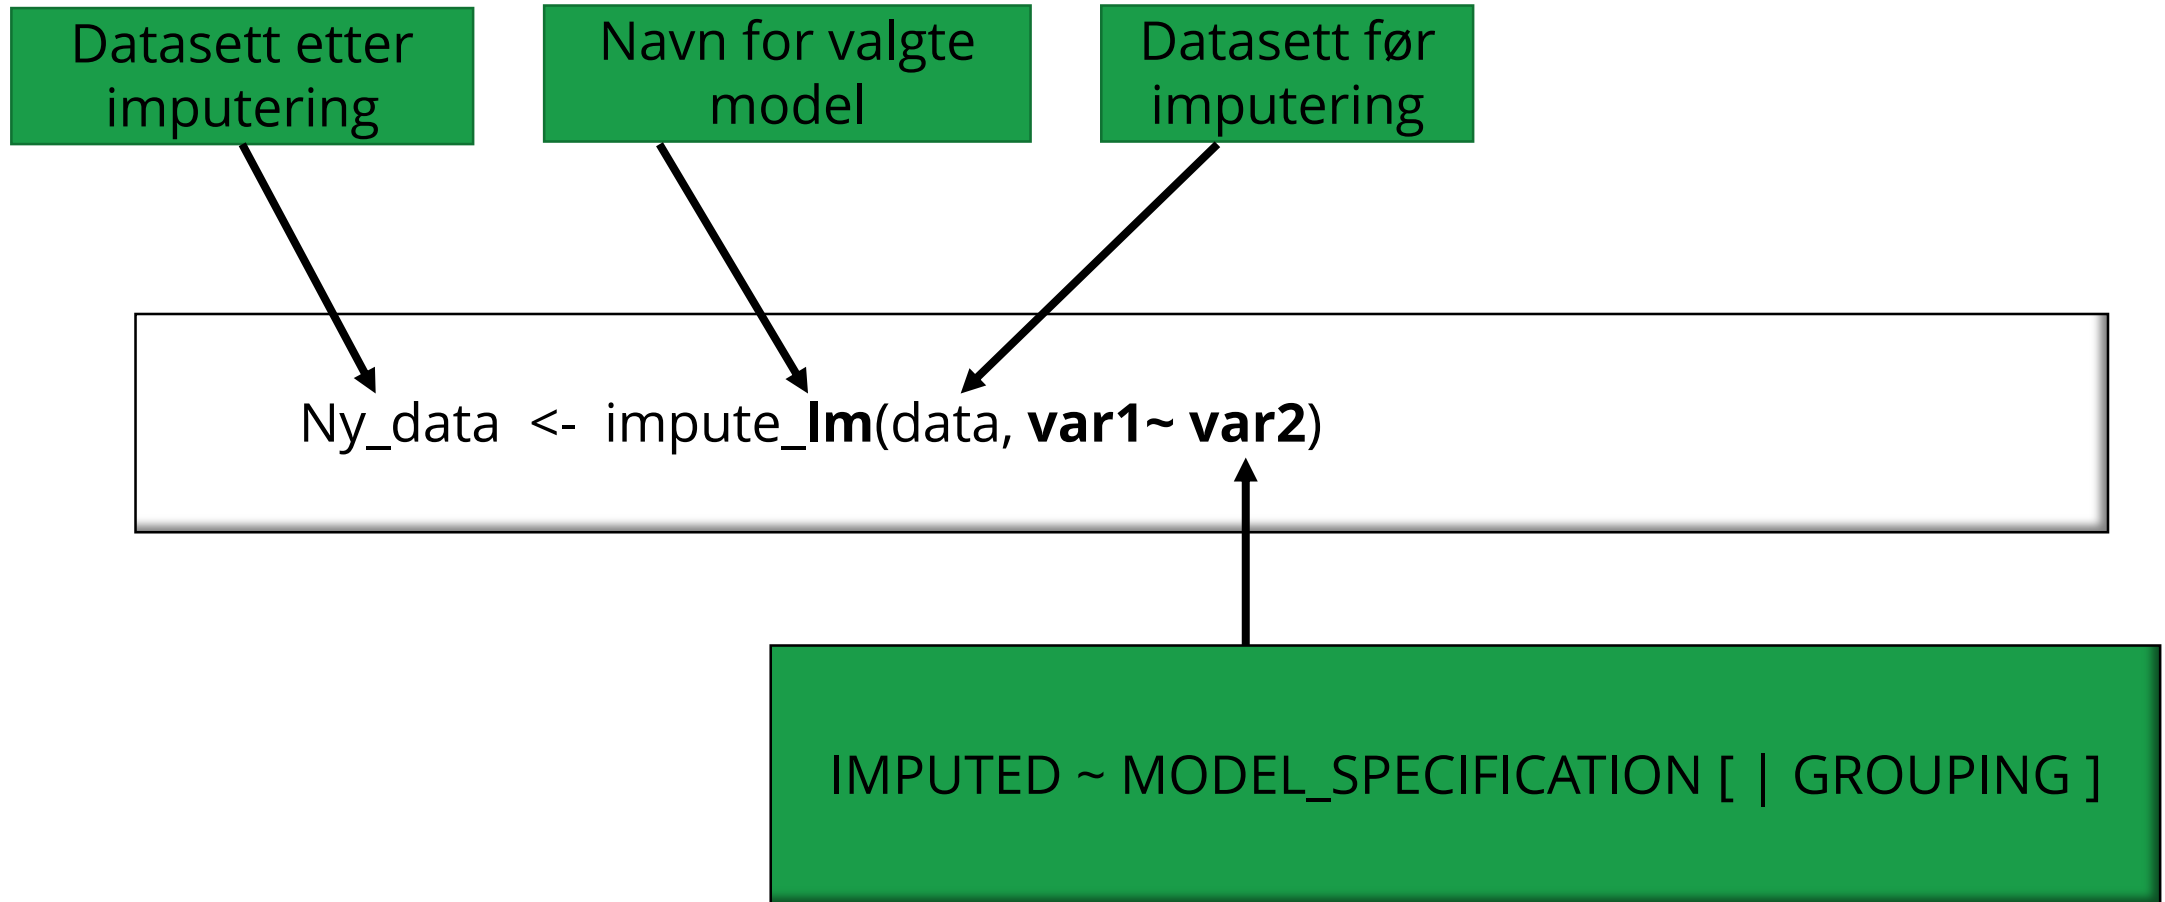 Datasett etter
imputering
Navn for valgte
model
Datasett før
imputering
Ny_data <- impute_lm(data, var1~ var2)
IMPUTED ~ MODEL_SPECIFICATION [ | GROUPING ]